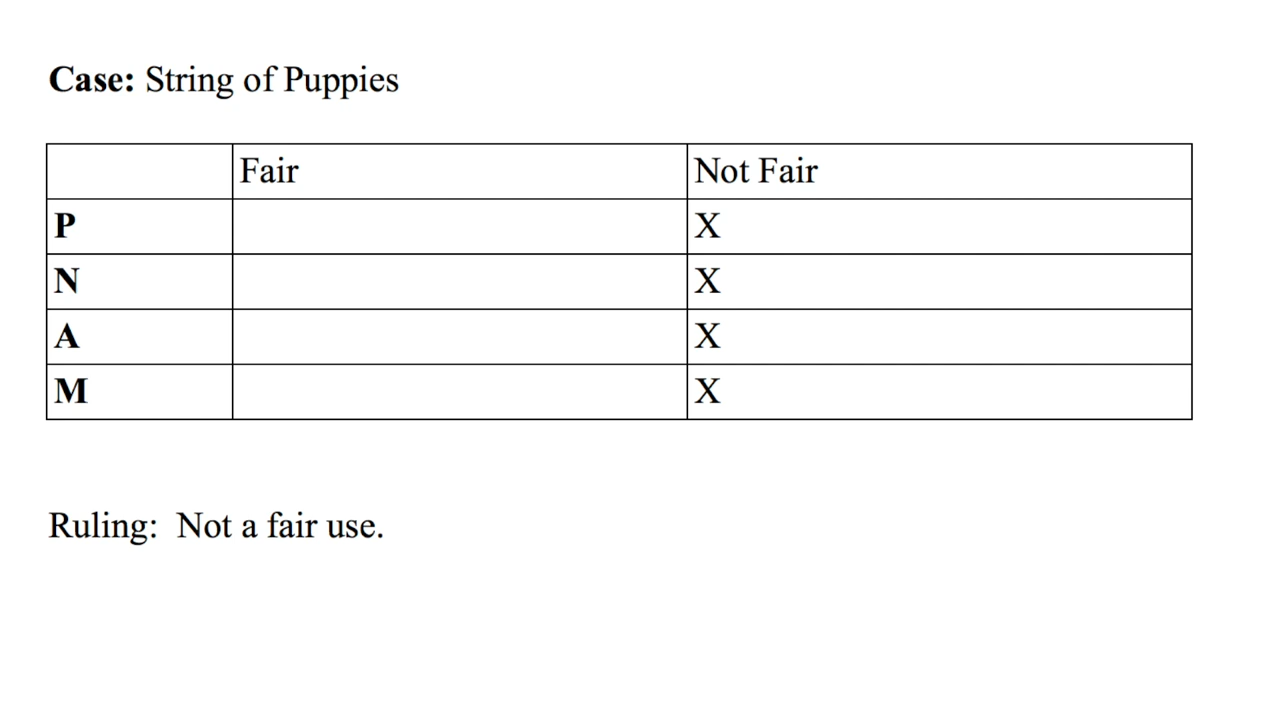 Case: String of Puppies
Fair Not Fair
P X
N X
A X
M X
Ruling: Not a fair use.